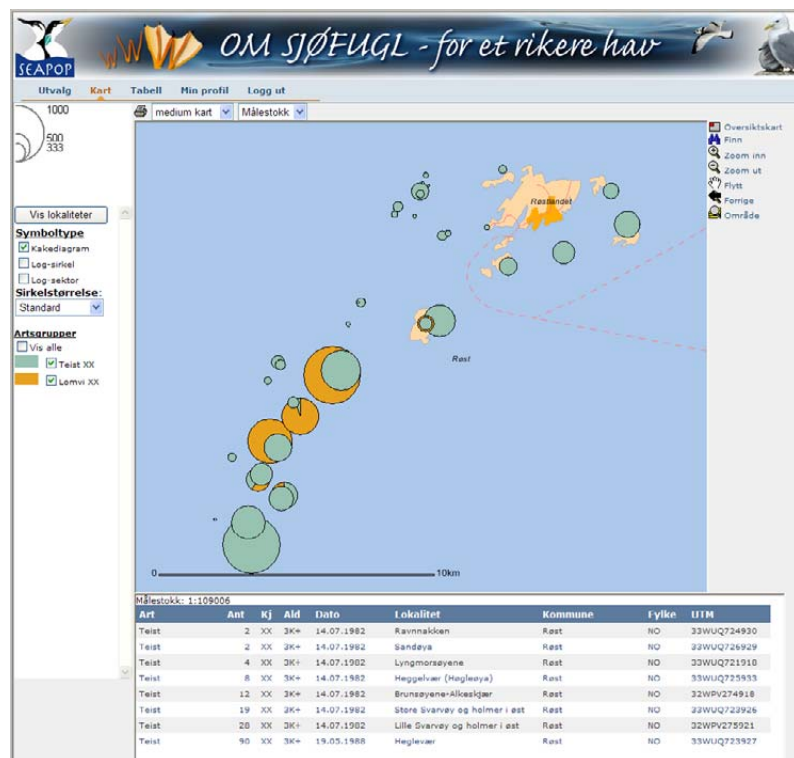 SEAPOP
OM SJØFUGL - for et rikere hav
Utvalg Kart Tabell Min profil Logg ut
1000
500
333
medium kart Målestokk
Oversiktskart
Finn
Zoom inn
Zoom ut
Flytt
Forrige
Område
Vis lokaliteter
Symboltype
Kakediagram
Log-sirkel
Log-sektor
Sirkelstørrelse:
Standard
Artsgrupper
Vis alle
Teist XX
Lomvi XX
Røstlandet
Røst
0 10km
Målestokk: 1:109006
Art Ant Kj Ald Dato Lokalitet Kommune Fylke UTM
Teist 2 XX 3K+ 14.07.1982 Ravnnakken Røst NO 33WUQ724930
Teist 2 XX 3K+ 14.07.1982 Sandøya Røst NO 33WUQ726929
Teist 4 XX 3K+ 14.07.1982 Lyngmorsøyene Røst NO 33WUQ721918
Teist 8 XX 3K+ 14.07.1982 Heggelvær (Høgleøya) Røst NO 33WUQ725933
Teist 12 XX 3K+ 14.07.1982 Brunsøyene-Alkeskjær Røst NO 32WPV274918
Teist 19 XX 3K+ 14.07.1982 Store Svarvøy og holmer i øst Røst NO 33WUQ723926
Teist 28 XX 3K+ 14.07.1982 Lille Svarvøy og holmer i øst Røst NO 32WPV275921
Teist 90 XX 3K+ 19.05.1988 Heglevær Røst NO 33WUQ723927